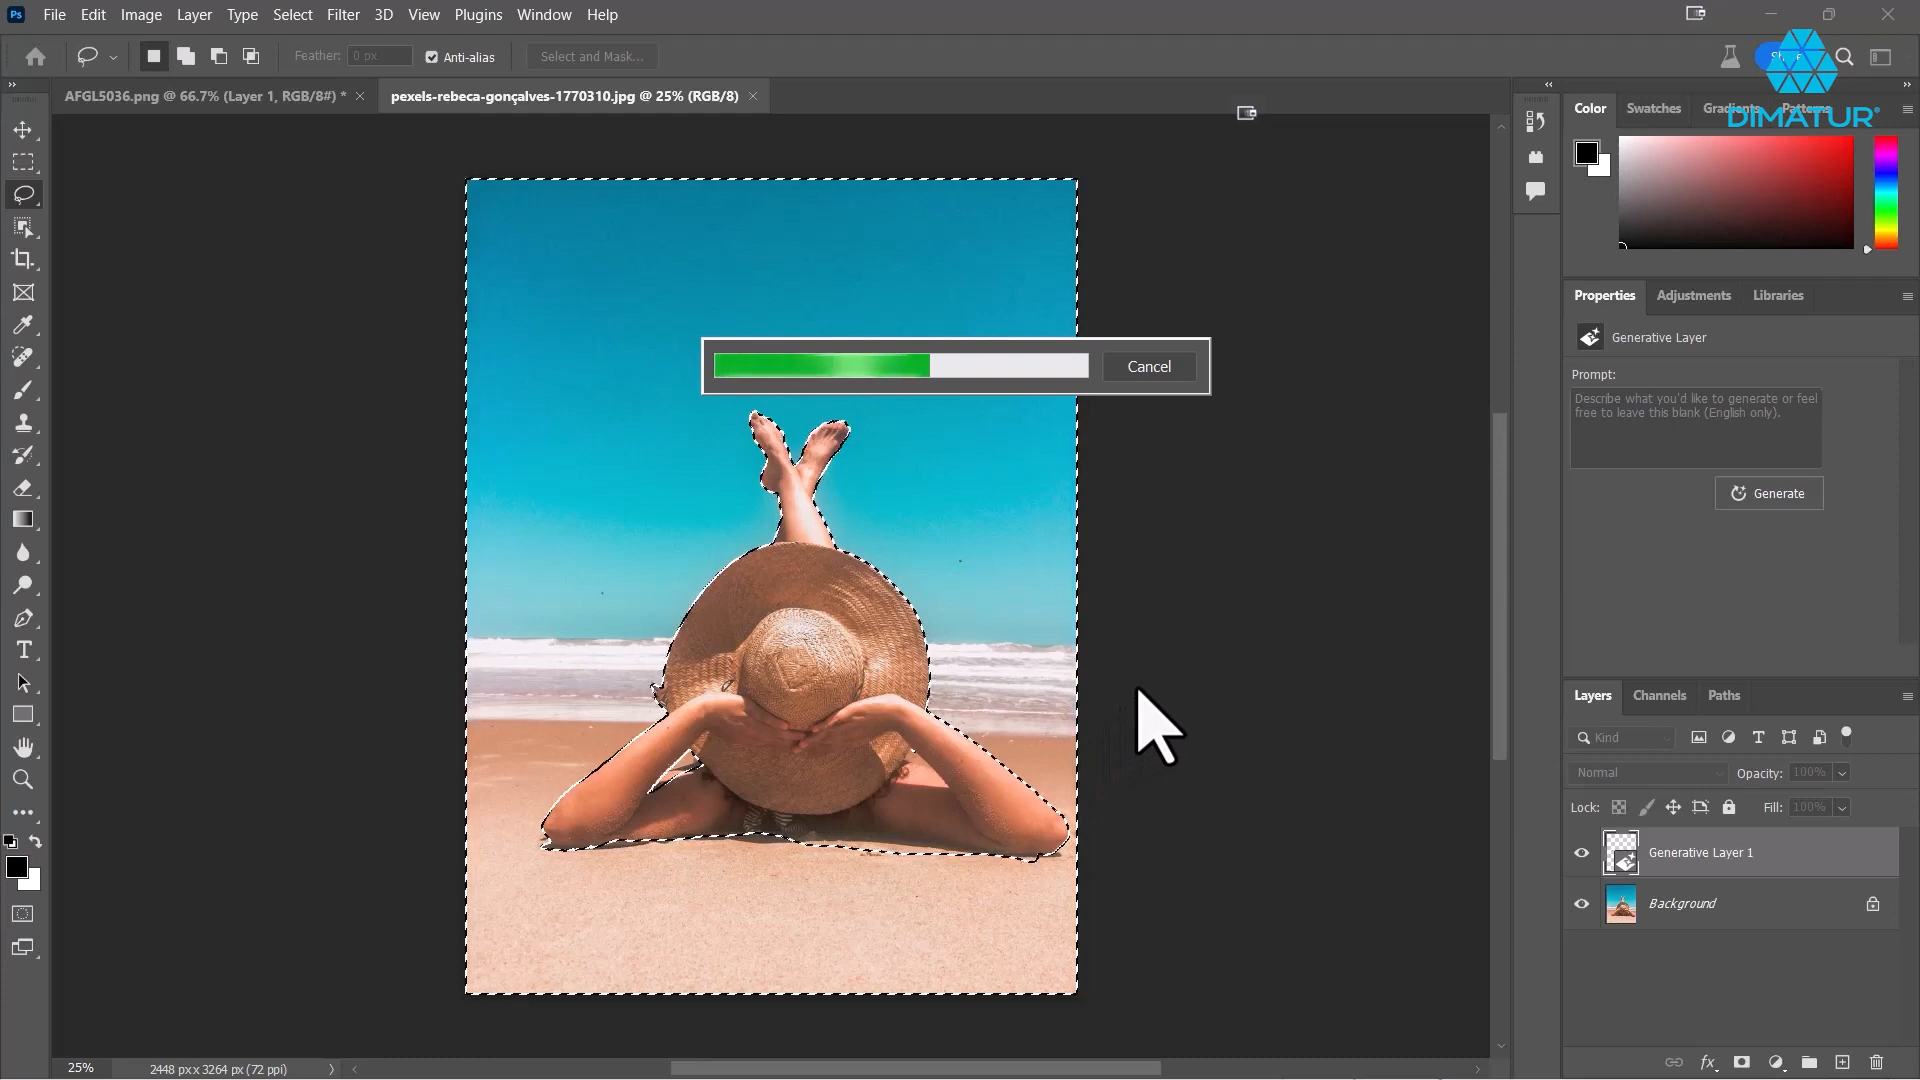 Ps File Edit Image Layer Type Select Filter 3D View Plugins Window Help
Feather: 0 px Anti-alias Select and Mask...
DIMATUR
AFGL5036.png @ 66.7% (Layer 1, RGB/8#) * × pexels-rebeca-gonçalves-1770310.jpg @ 25% (RGB/8) ×
Color Swatches Gradients Patterns
Properties Adjustments Libraries
Generative Layer
Prompt:
Describe what you'd like to generate or feel
free to leave this blank (English only).
Generate
Cancel
Layers Channels Paths
Kind
Normal Opacity: 100%
Lock: Fill: 100%
Generative Layer 1
Background
25% 2448 px x 3264 px (72 ppi)